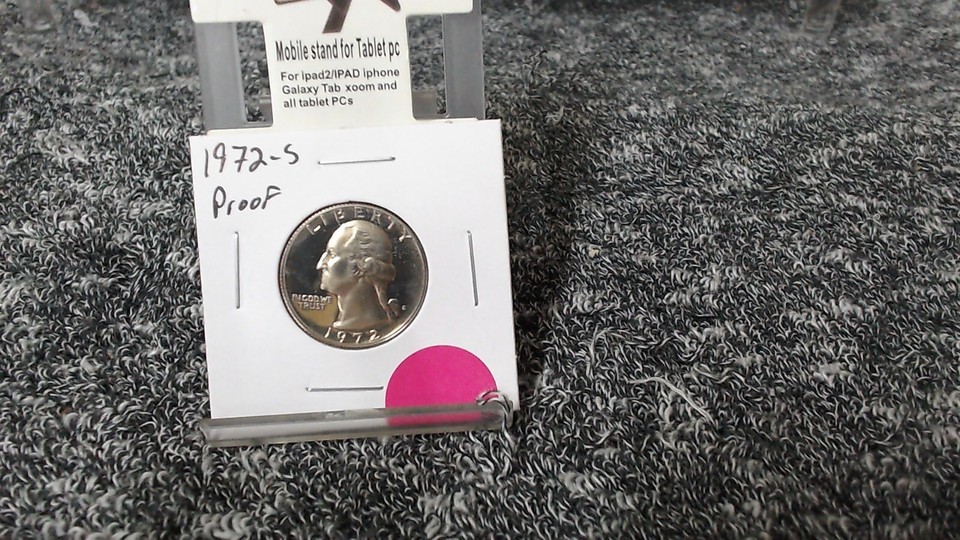 Mobile stand for Tablet pc
For ipad2/IPAD iphone
Galaxy Tab xoom and
all tablet PCs
1972-S
Proof
LIBERTY
IN GOD WE
TRUST
1972